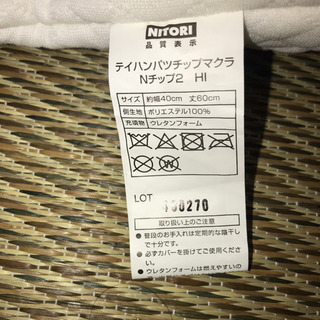 NITORI
品質表示
テイハンパツチップマクラ
Nチップ2 HI
サイズ 約幅40cm 丈60cm
側生地 ポリエステル100%
充填物 ウレタンフォーム
LOT 130270
取り扱い上のご注意
●普段のお手入れは定期的な陰干し
で十分です。
●必ずカバーを掛けてご使用くださ
い。
●ウレタンフォームは燃えやすいの